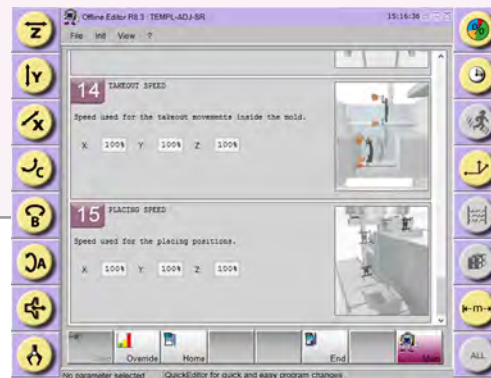 Offline Editor R8.3 : TEMPL-ADJ-SR
15:16:36
File Init View ?
14 TAKEOUT SPEED
Speed used for the takeout movements inside the mold.
X 100% Y 100% Z 100%
15 PLACING SPEED
Speed used for the placing positions.
X 100% Y 100% Z 100%
Override Home End Main
No parameter selected QuickEditor for quick and easy program changes
Z
Y
X
C
B
A
%
m
ALL